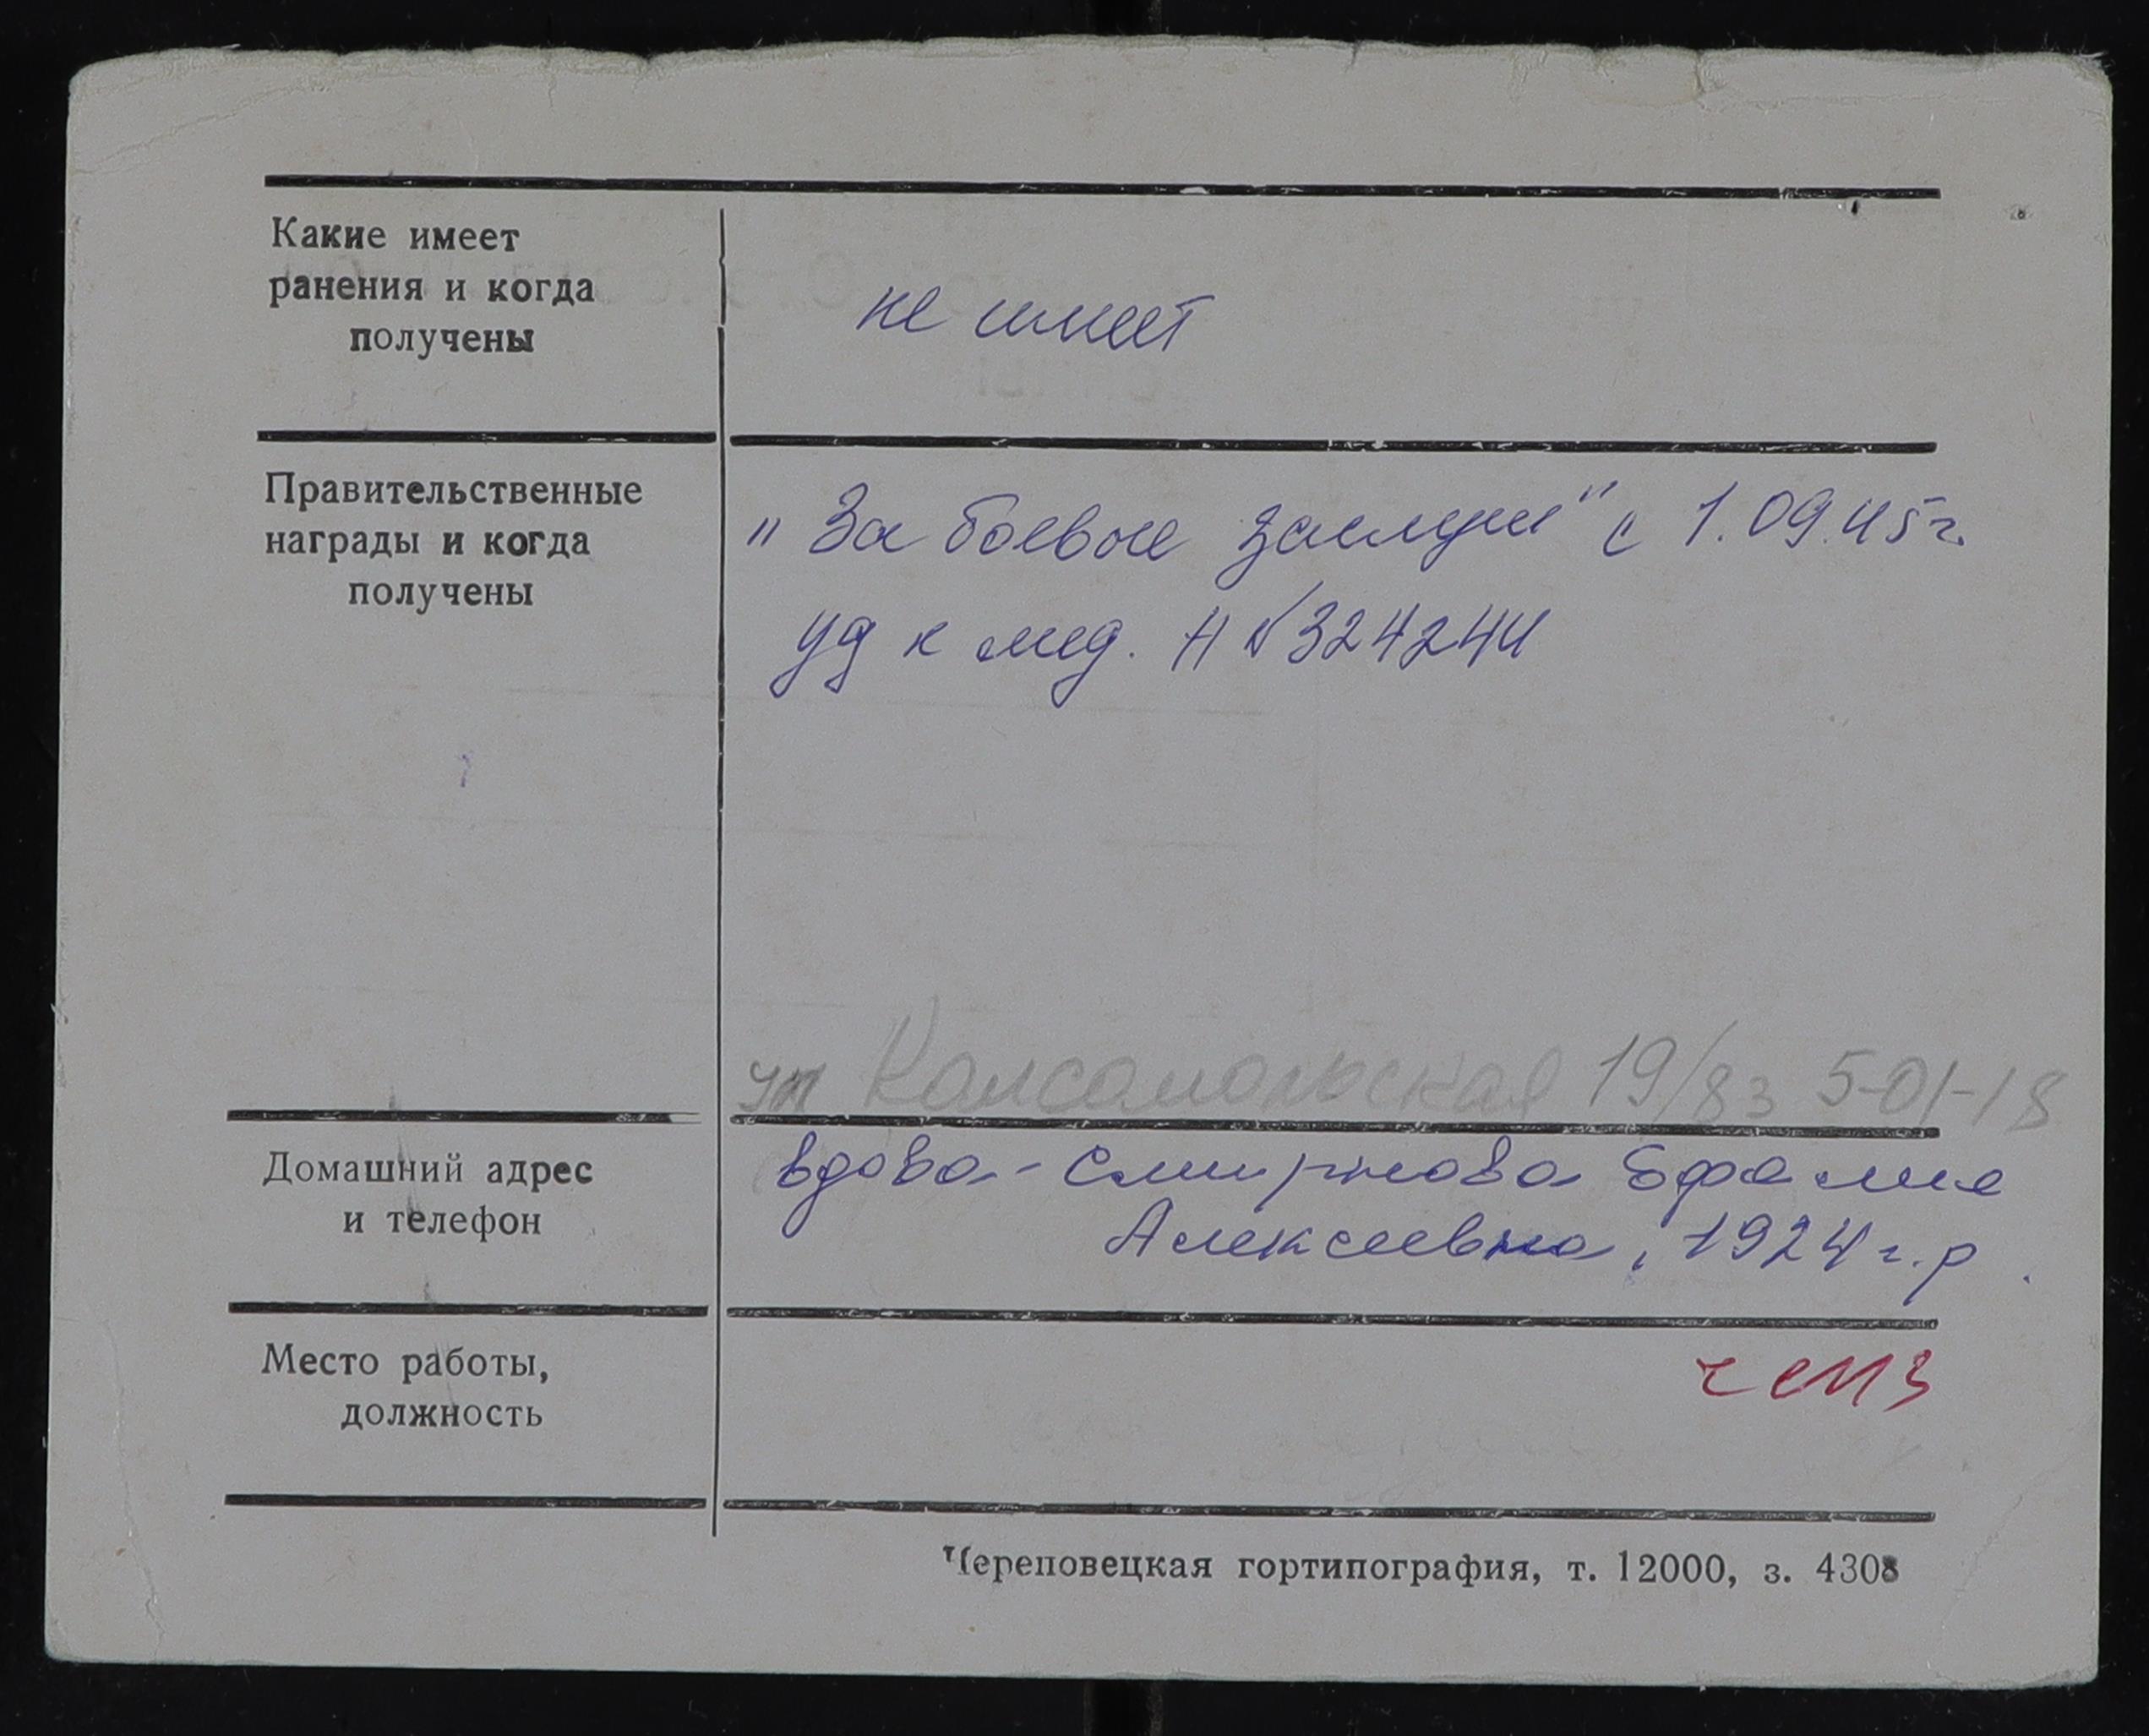 Какие имеет
ранения и когда
получены
не имеет
Правительственные
награды и когда
получены
„За боевые заслуги" с 1.09.45г.
уд к мед. А № 324244
ул Комсомольская 19/83 5-01-18
Домашний адрес
и телефон
вдова - Смирнова Ефалия
Алексеевна, 1924 г.р.
Место работы,
должность
ЧСПЗ
Череповецкая гортипография, т. 12000, з. 4308